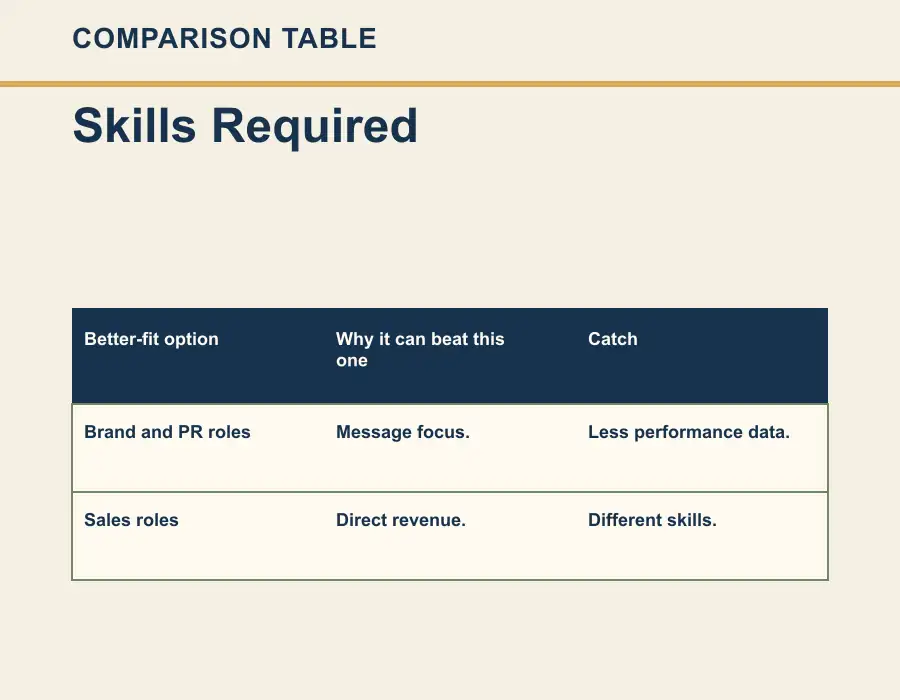 COMPARISON TABLE
Skills Required
Better-fit option
Why it can beat this
one
Catch
Brand and PR roles
Message focus.
Less performance data.
Sales roles
Direct revenue.
Different skills.